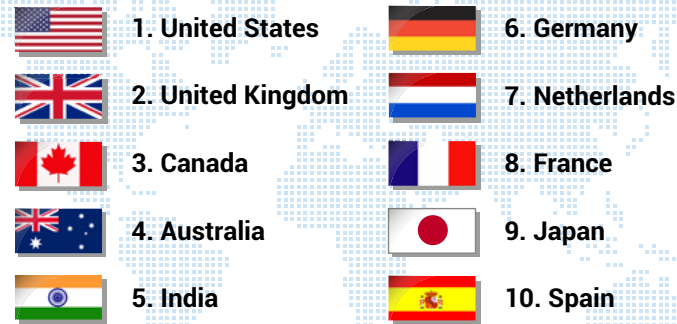 1. United States
2. United Kingdom
3. Canada
4. Australia
5. India
6. Germany
7. Netherlands
8. France
9. Japan
10. Spain